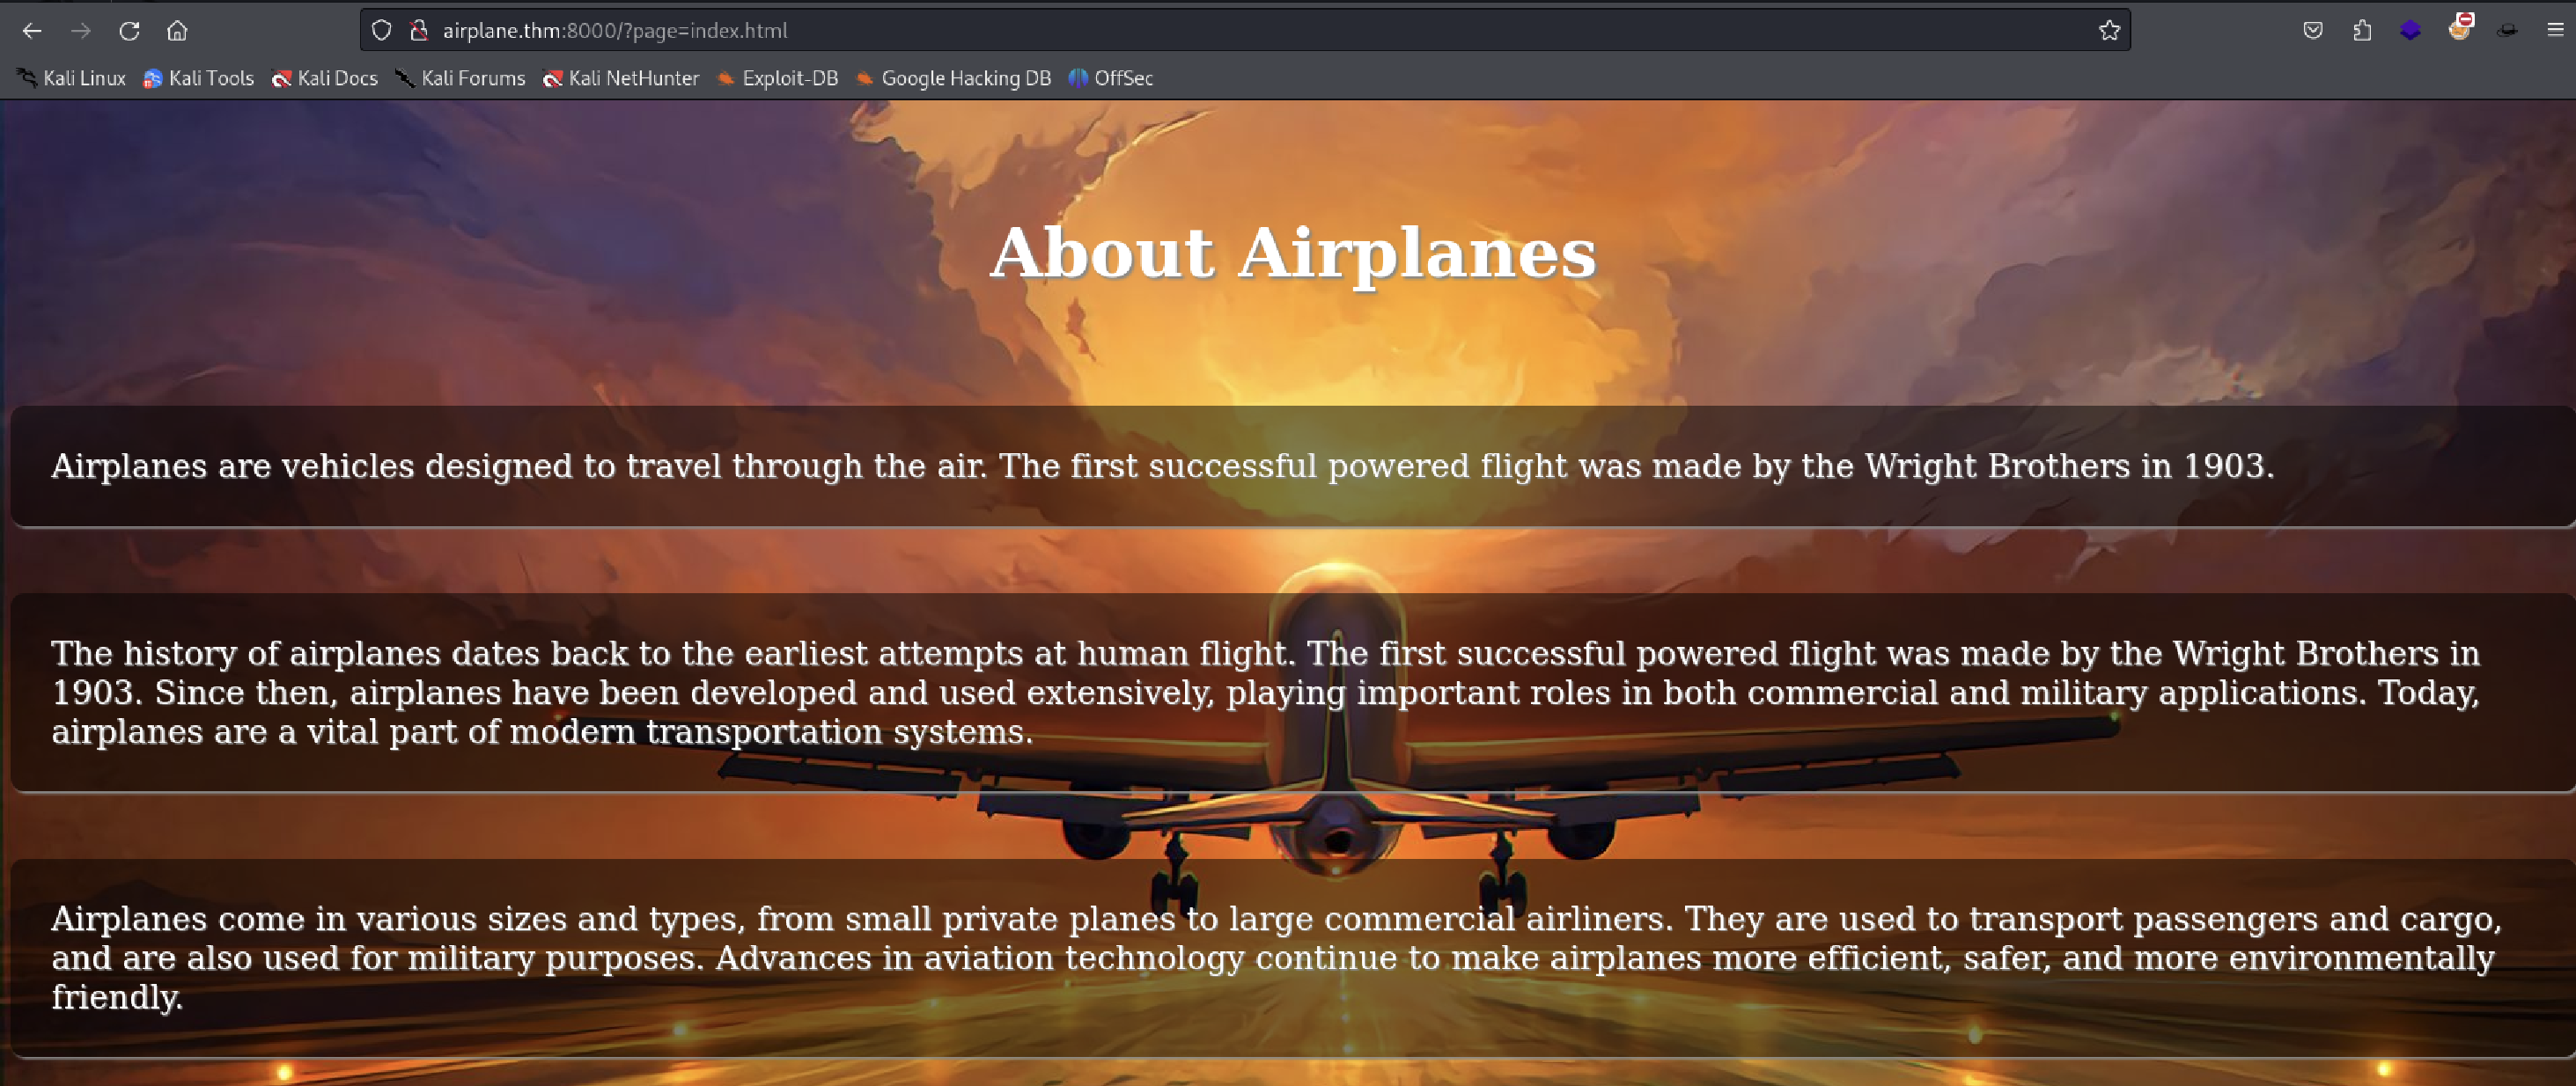 airplane.thm:8000/?page=index.html
Kali Linux Kali Tools Kali Docs Kali Forums Kali NetHunter Exploit-DB Google Hacking DB OffSec
About Airplanes
Airplanes are vehicles designed to travel through the air. The first successful powered flight was made by the Wright Brothers in 1903.
The history of airplanes dates back to the earliest attempts at human flight. The first successful powered flight was made by the Wright Brothers in
1903. Since then, airplanes have been developed and used extensively, playing important roles in both commercial and military applications. Today,
airplanes are a vital part of modern transportation systems.
Airplanes come in various sizes and types, from small private planes to large commercial airliners. They are used to transport passengers and cargo,
and are also used for military purposes. Advances in aviation technology continue to make airplanes more efficient, safer, and more environmentally
friendly.